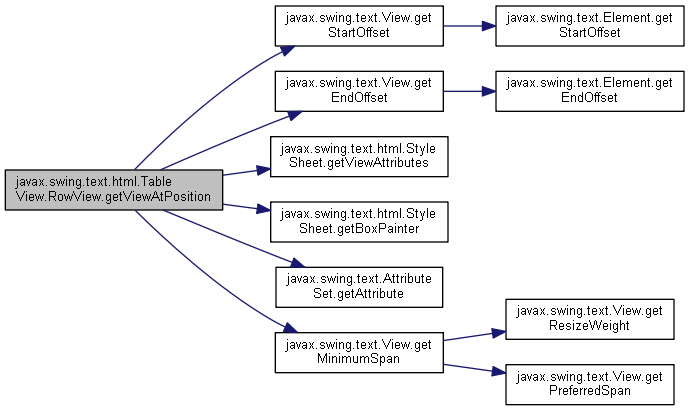 javax.swing.text.html.Table
View.RowView.getViewAtPosition
javax.swing.text.View.get
StartOffset
javax.swing.text.Element.get
StartOffset
javax.swing.text.View.get
EndOffset
javax.swing.text.Element.get
EndOffset
javax.swing.text.html.Style
Sheet.getViewAttributes
javax.swing.text.html.Style
Sheet.getBoxPainter
javax.swing.text.Attribute
Set.getAttribute
javax.swing.text.View.get
MinimumSpan
javax.swing.text.View.get
ResizeWeight
javax.swing.text.View.get
PreferredSpan